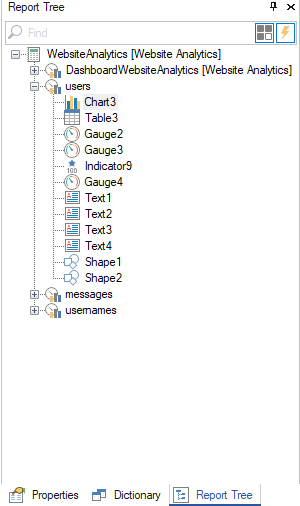 Report Tree
Find
WebsiteAnalytics [Website Analytics]
DashboardWebsiteAnalytics [Website Analytics]
users
Chart3
Table3
Gauge2
Gauge3
100
Indicator9
Gauge4
Text1
Text2
Text3
Text4
Shape1
Shape2
messages
usernames
Properties Dictionary Report Tree